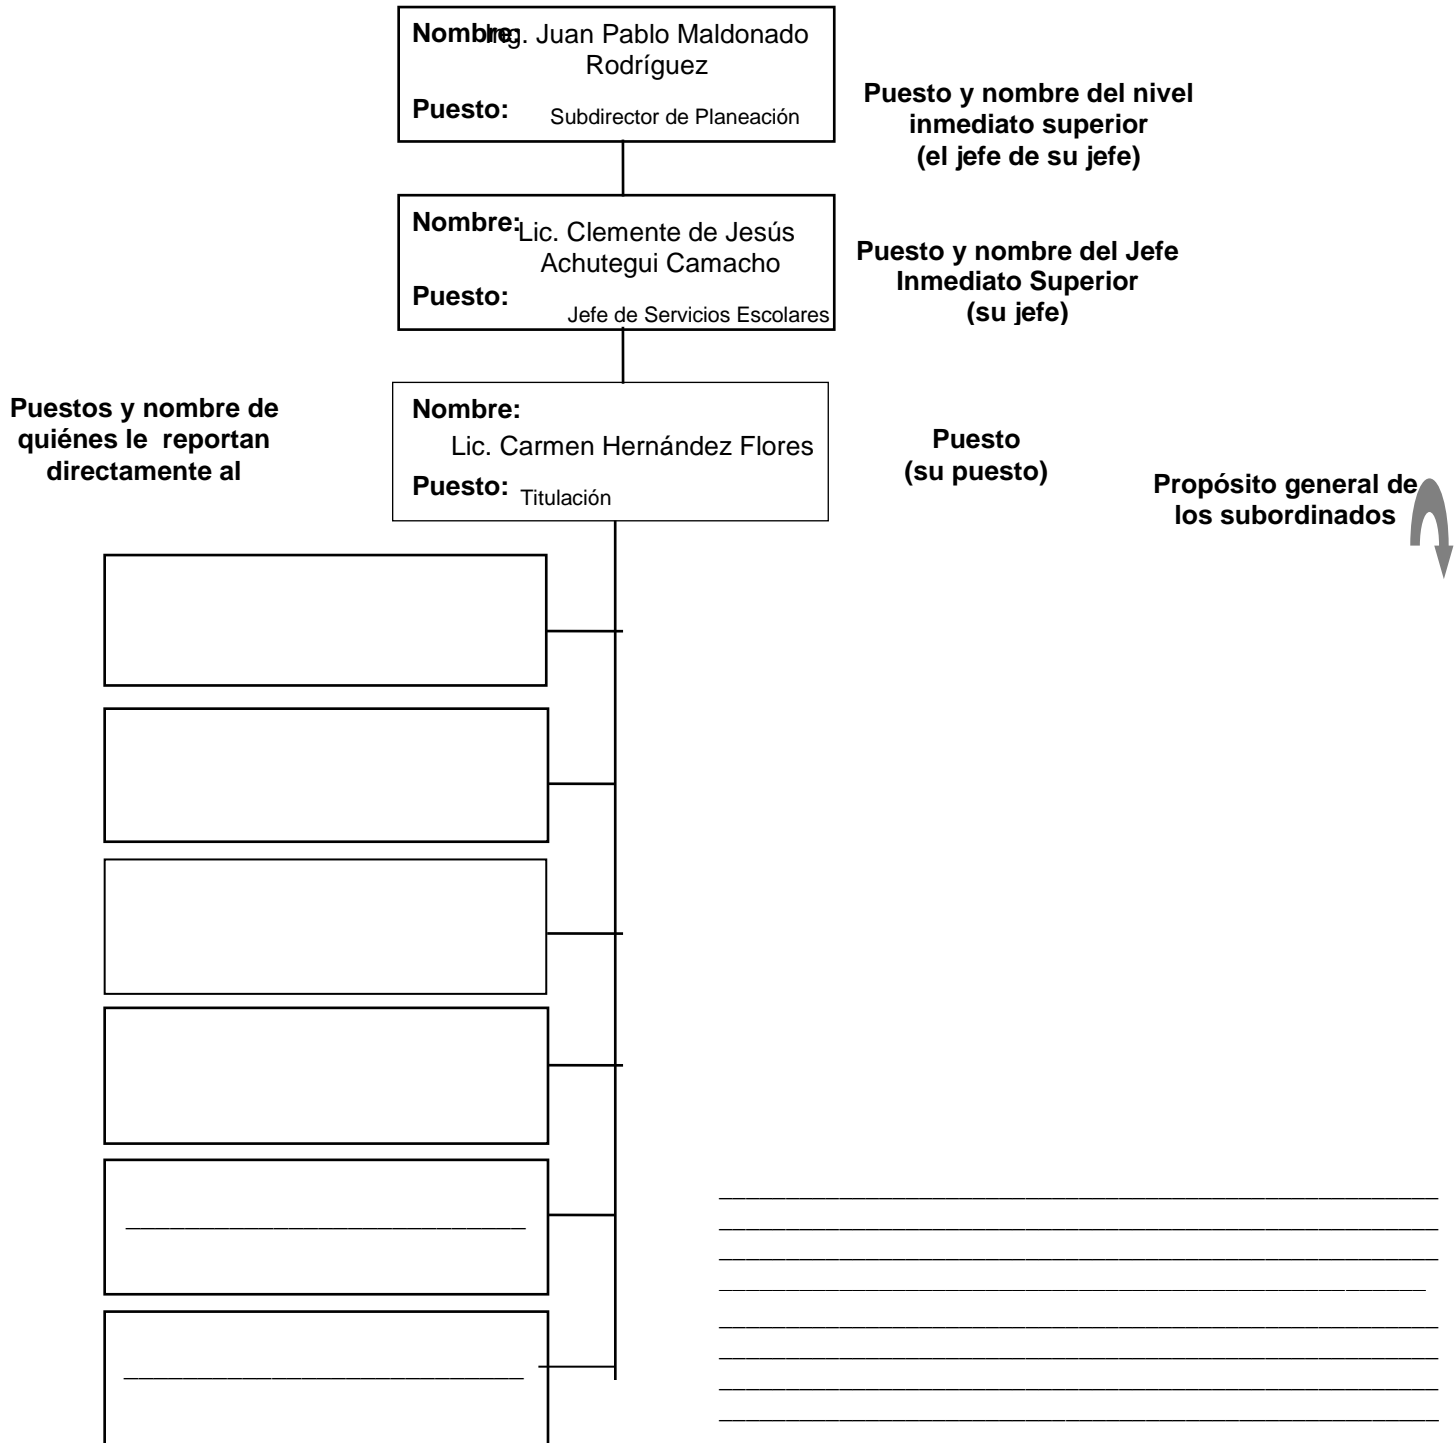 Nombre:
Ing. Juan Pablo Maldonado
Rodríguez
Puesto:
Subdirector de Planeación
Puesto y nombre del nivel
inmediato superior
(el jefe de su jefe)
Nombre:
Lic. Clemente de Jesús
Achutegui Camacho
Puesto:
Jefe de Servicios Escolares
Puesto y nombre del Jefe
Inmediato Superior
(su jefe)
Puestos y nombre de
quiénes le reportan
directamente al
Nombre:
Lic. Carmen Hernández Flores
Puesto:
Titulación
Puesto
(su puesto)
Propósito general de
los subordinados